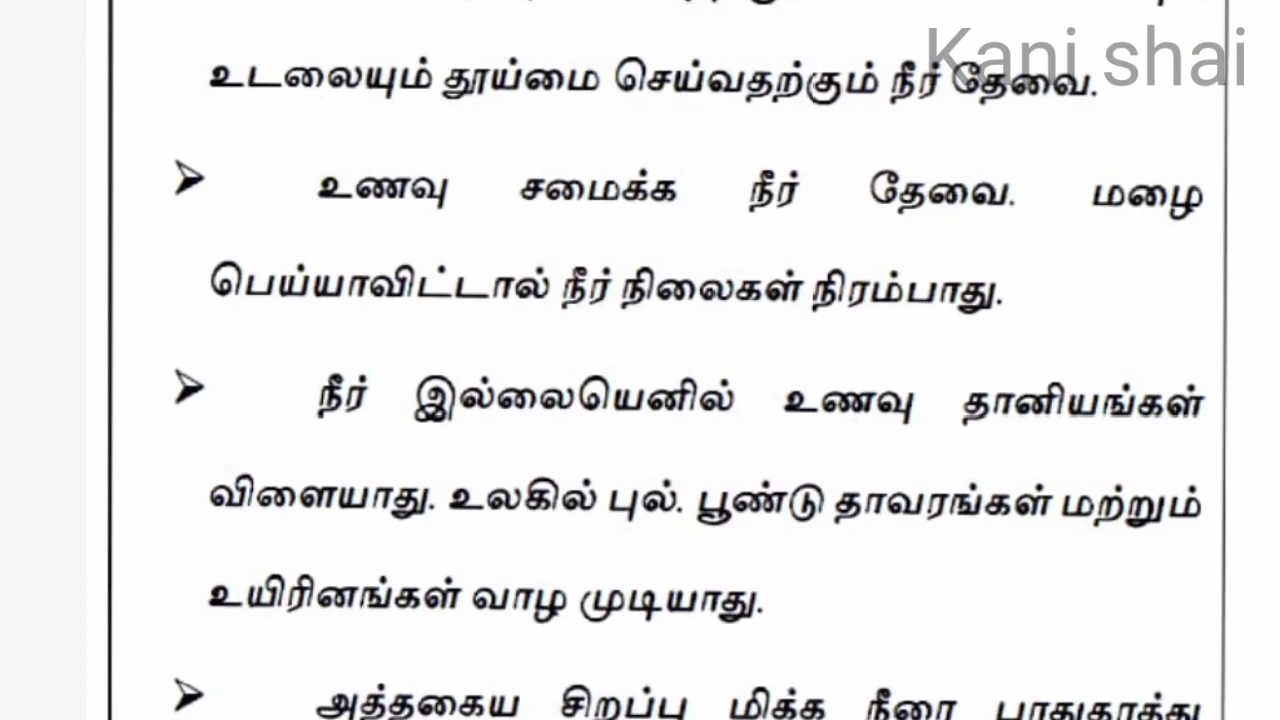 Kani shai
உடலையும் தூய்மை செய்வதற்கும் நீர் தேவை.
➢ உணவு சமைக்க நீர் தேவை. மழை
பெய்யாவிட்டால் நீர் நிலைகள் நிரம்பாது.
➢ நீர் இல்லையெனில் உணவு தானியங்கள்
விளையாது. உலகில் புல். பூண்டு தாவரங்கள் மற்றும்
உயிரினங்கள் வாழ முடியாது.
➢ அத்தகைய சிறப்பு மிக்க நீரை பாதுகாத்து